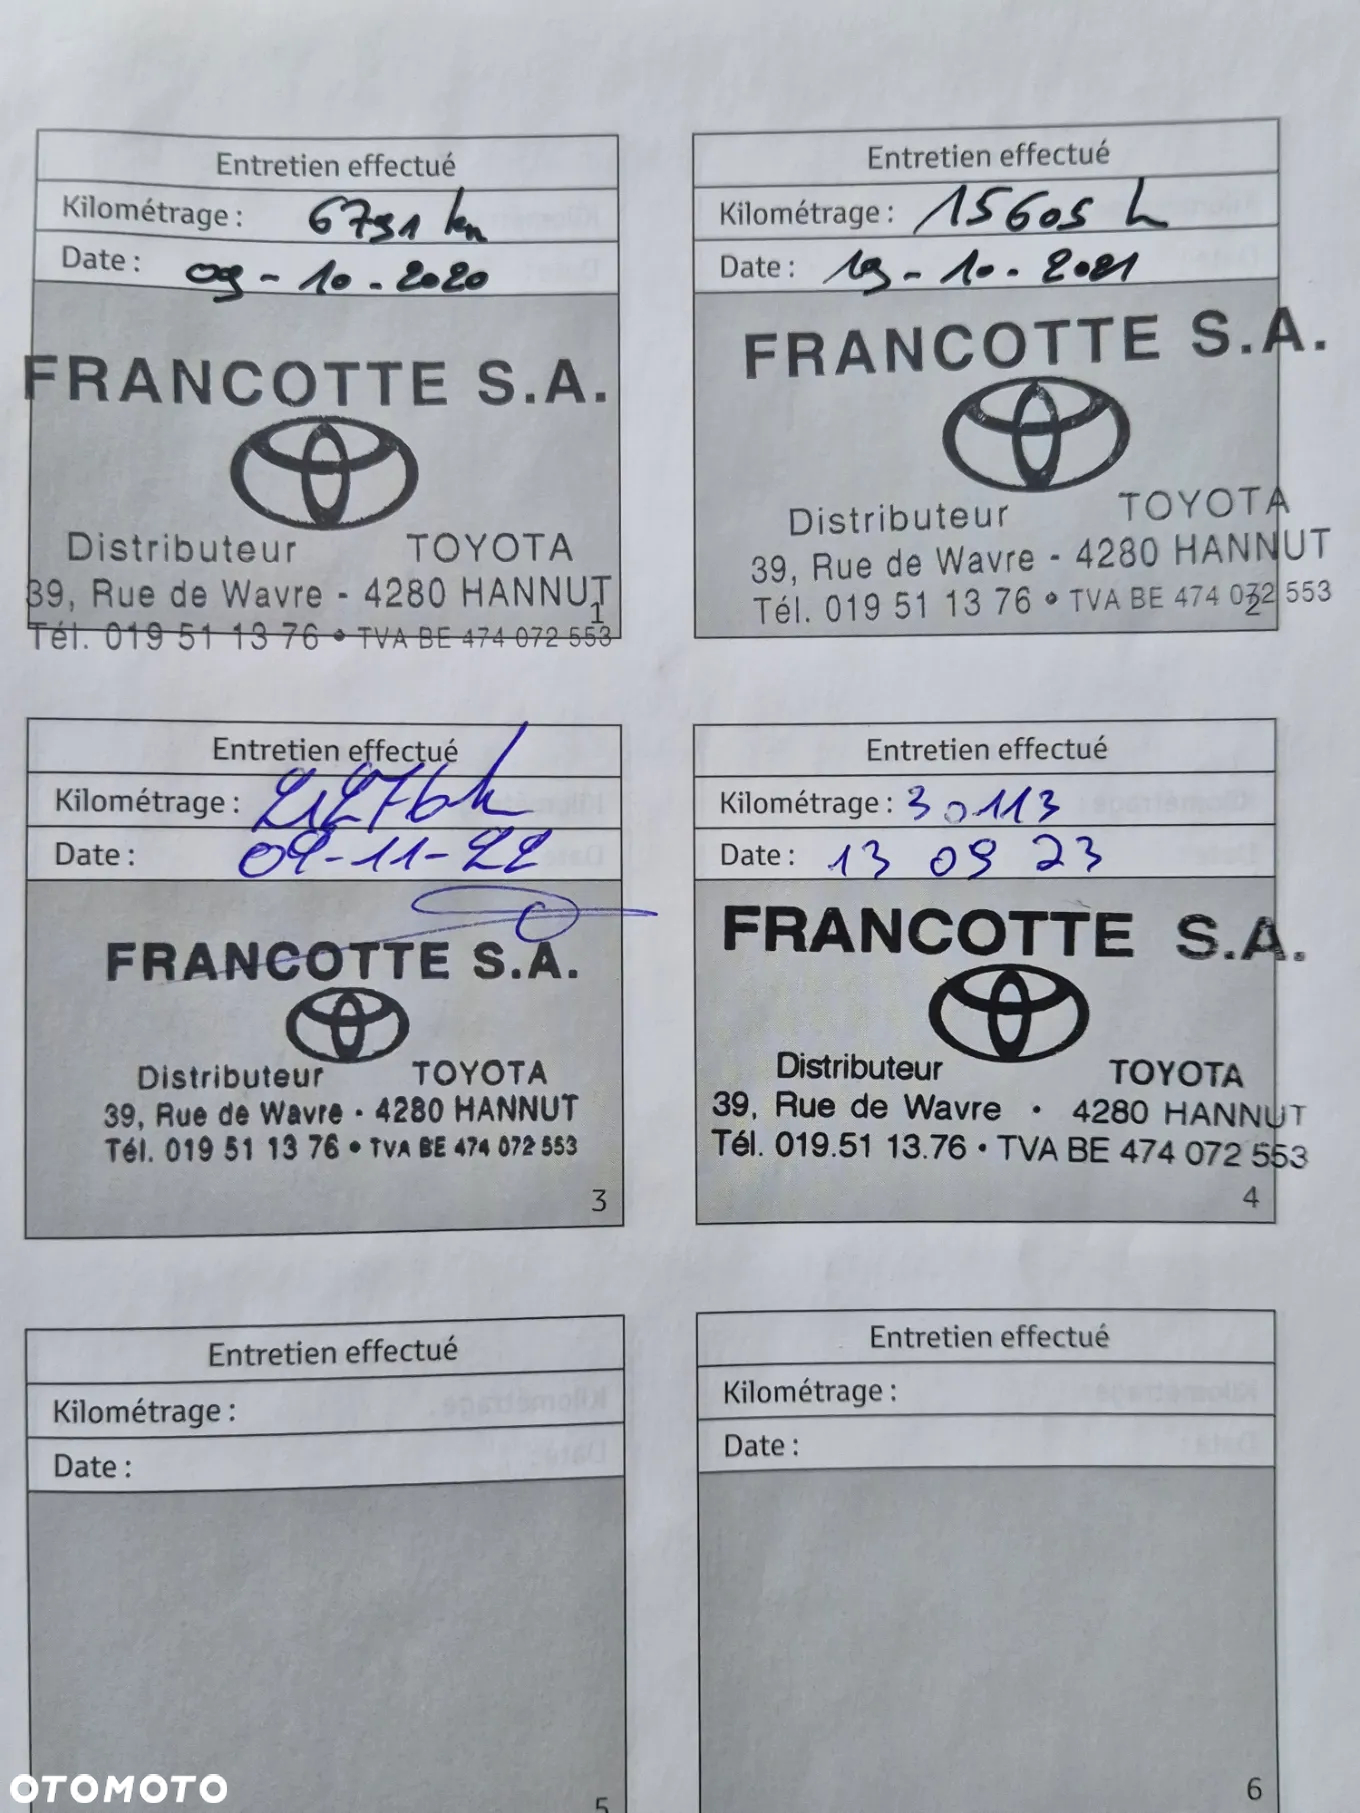 Entretien effectué
Kilométrage : 6791 km
Date : 09-10-2020
FRANCOTTE S.A.
Distributeur TOYOTA
39, Rue de Wavre - 4280 HANNUT
1
Tél. 019 51 13 76 • TVA BE 474 072 553
Entretien effectué
Kilométrage : 15605 k
Date : 19-10-2021
FRANCOTTE S.A.
Distributeur TOYOTA
39, Rue de Wavre - 4280 HANNUT
Tél. 019 51 13 76 • TVA BE 474 072 553
2
Entretien effectué
Kilométrage : 21276 k
Date : 09-11-22
FRANCOTTE S.A.
Distributeur TOYOTA
39, Rue de Wavre - 4280 HANNUT
Tél. 019 51 13 76 • TVA BE 474 072 553
3
Entretien effectué
Kilométrage : 30113
Date : 13 09 23
FRANCOTTE S.A.
Distributeur TOYOTA
39, Rue de Wavre • 4280 HANNUT
Tél. 019.51 13.76 • TVA BE 474 072 553
4
Entretien effectué
Kilométrage :
Date :
5
Entretien effectué
Kilométrage :
Date :
6
OTOMOTO